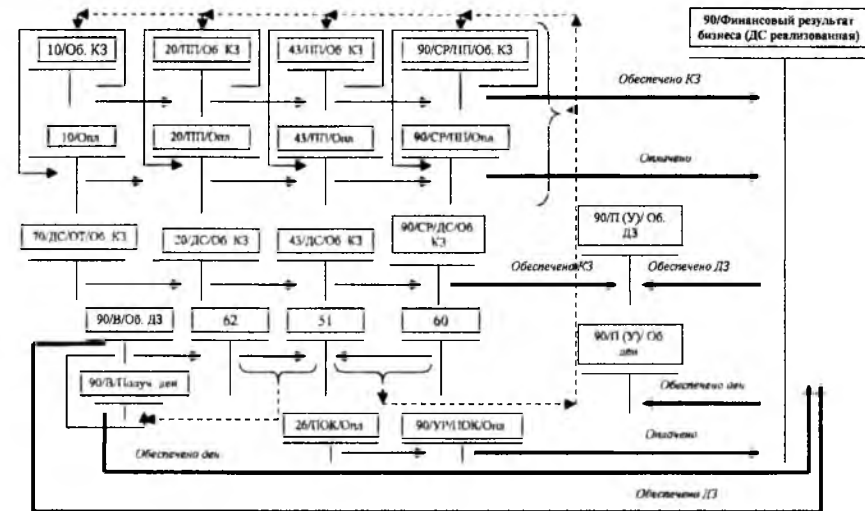 90/Финансовый результат
бизнеса (ДС реализованная)
10/Об. КЗ
20/ПП/Об КЗ
43/ПП/Об КЗ
90/СР/ПП/Об. КЗ
Обеспечено КЗ
10/Опл
20/ПП/Опл
43/ПП/Опл
90/СР/ПП/Опл
Оплачено
70/ДС/ОТ/Об КЗ
20/ДС/Об КЗ
43/ДС/Об КЗ
90/СР/ДС/Об
КЗ
90/П (У)/ Об.
ДЗ
Обеспечено КЗ
Обеспечено ДЗ
90/В/Об. ДЗ
62
51
60
90/П (У)/ Об
ден
90/В/Получ ден
Обеспечено ден
26/ПОК/Опл
90/УР/ПОК/Опл
Оплачено
Обеспечено ден
Обеспечено ДЗ